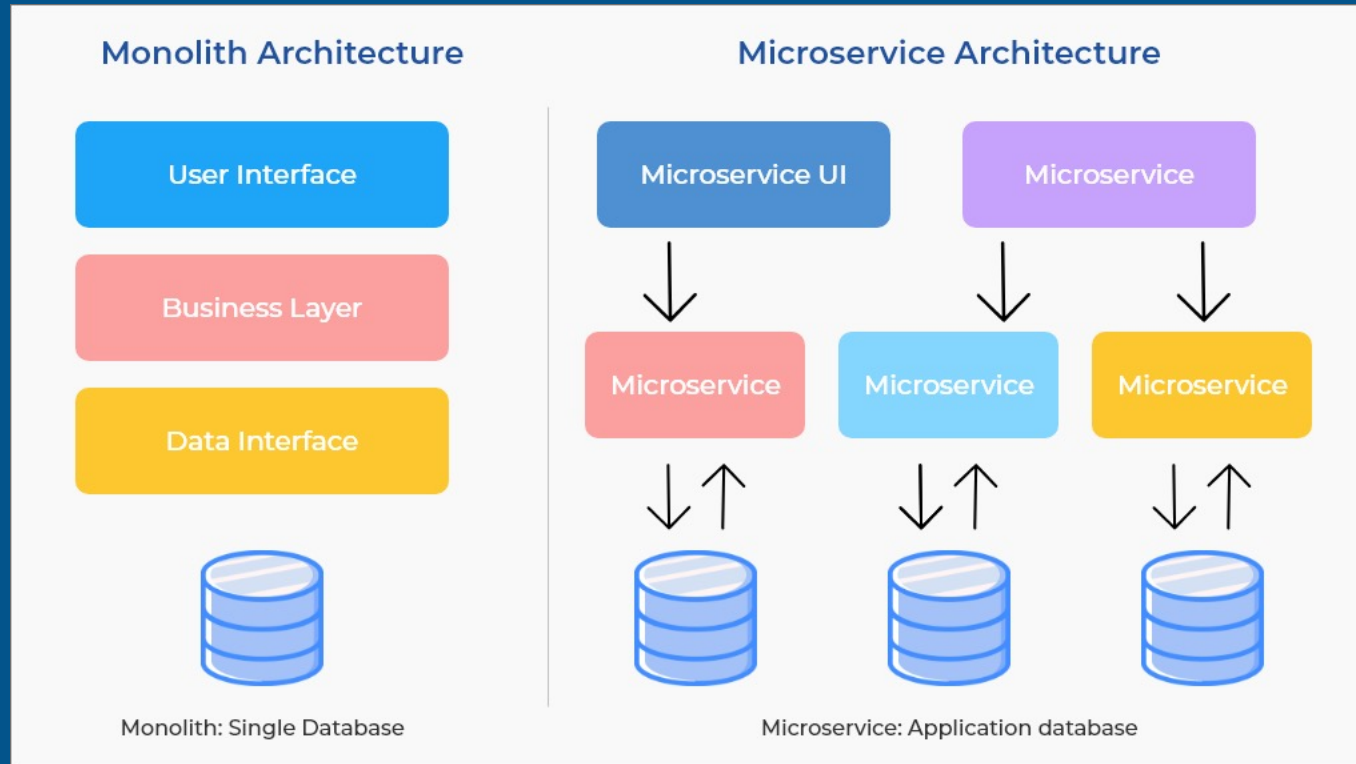 Monolith Architecture
User Interface
Business Layer
Data Interface
Monolith: Single Database
Microservice Architecture
Microservice UI
Microservice
Microservice
Microservice
Microservice
Microservice: Application database